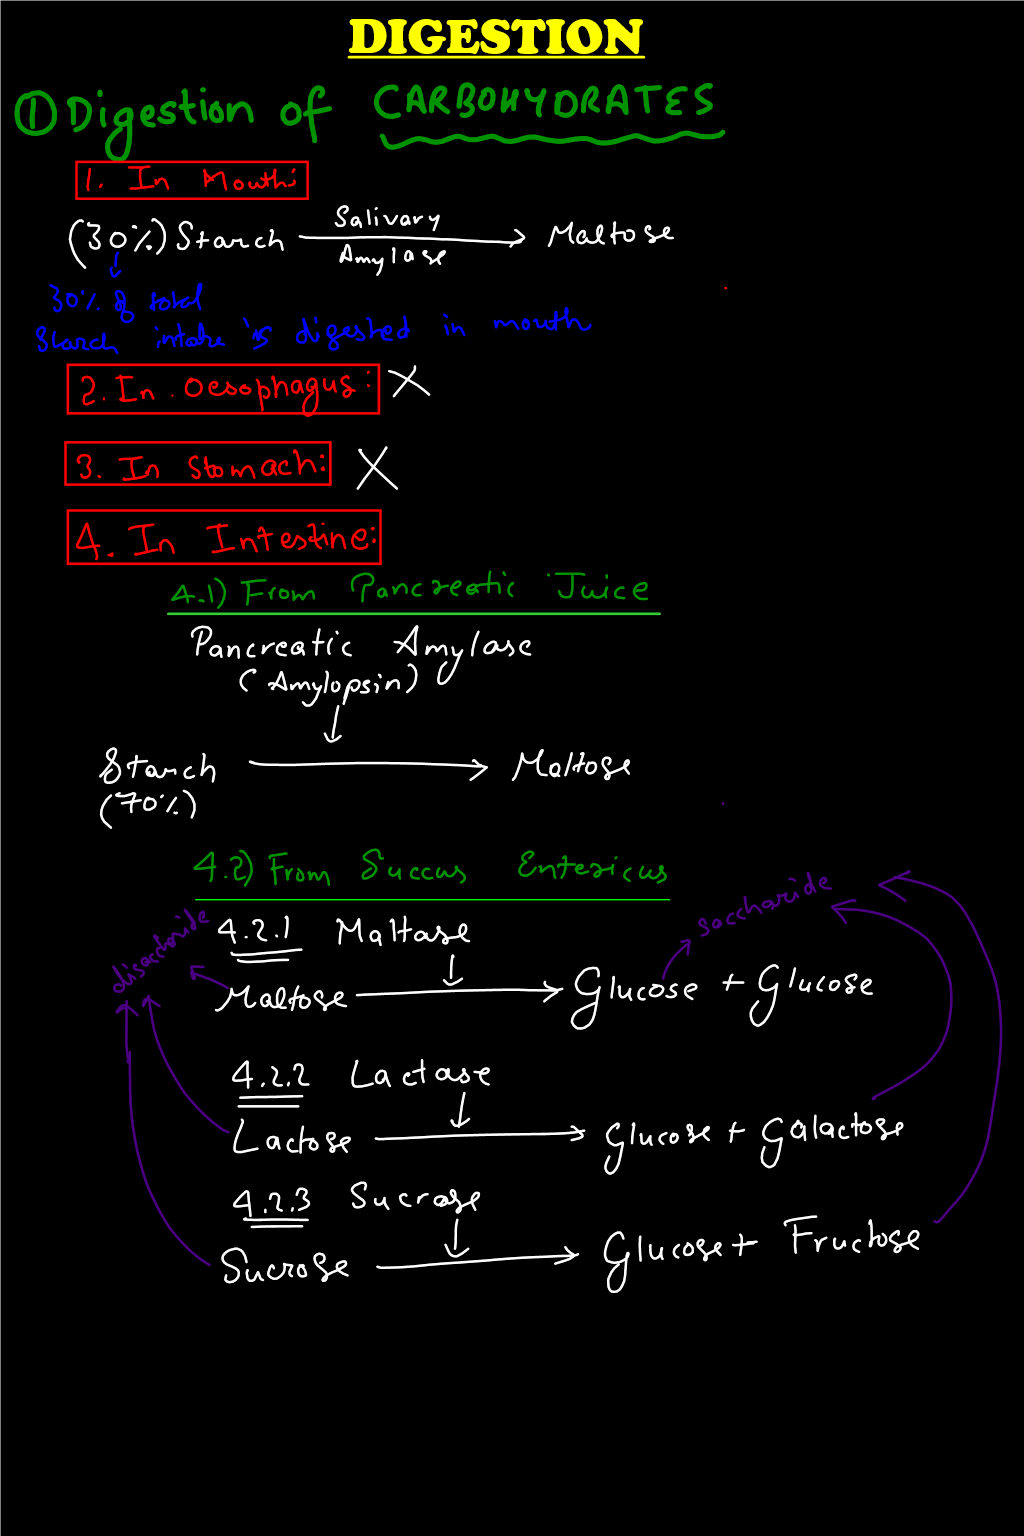 DIGESTION
① Digestion of CARBOHYDRATES
1. In Mouth:
(30%) Starch Salivary Amylase → Maltose
30% of total
Starch intake is digested in mouth
2. In Oesophagus: X
3. In Stomach: X
4. In Intestine:
4.1) From Pancreatic Juice
Pancreatic Amylase
(Amylopsin)
Starch → Maltose
(70%)
4.2) From Succus Entericus
disaccharide
saccharide
4.2.1 Maltase
Maltose → Glucose + Glucose
4.2.2 Lactase
Lactose → Glucose + Galactose
4.2.3 Sucrase
Sucrose → Glucose + Fructose